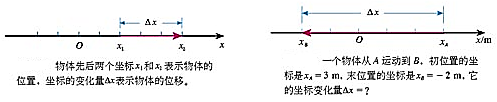 Δx
O x₁ x₂ x
物体先后两个坐标x₁和x₁表示物体的
位置，坐标的变化量Δx表示物体的位移。
Δx
x_B O x_A x/m
一个物体从 A 运动到 B，初位置的坐
标是x_A = 3 m，末位置的坐标是x_B = − 2 m，它
的坐标变化量Δx = ?